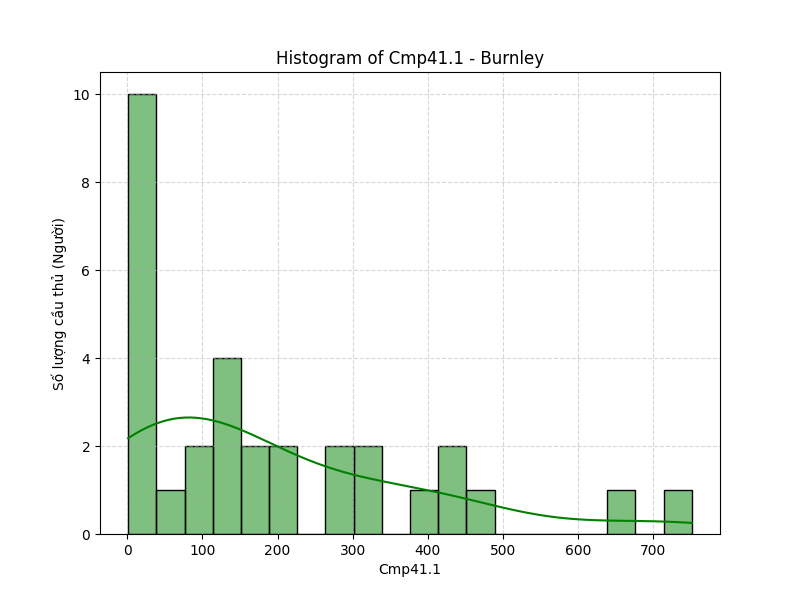 Histogram of Cmp41.1 - Burnley
Số lượng cầu thủ (Người)
10
8
6
4
2
0
0 100 200 300 400 500 600 700
Cmp41.1